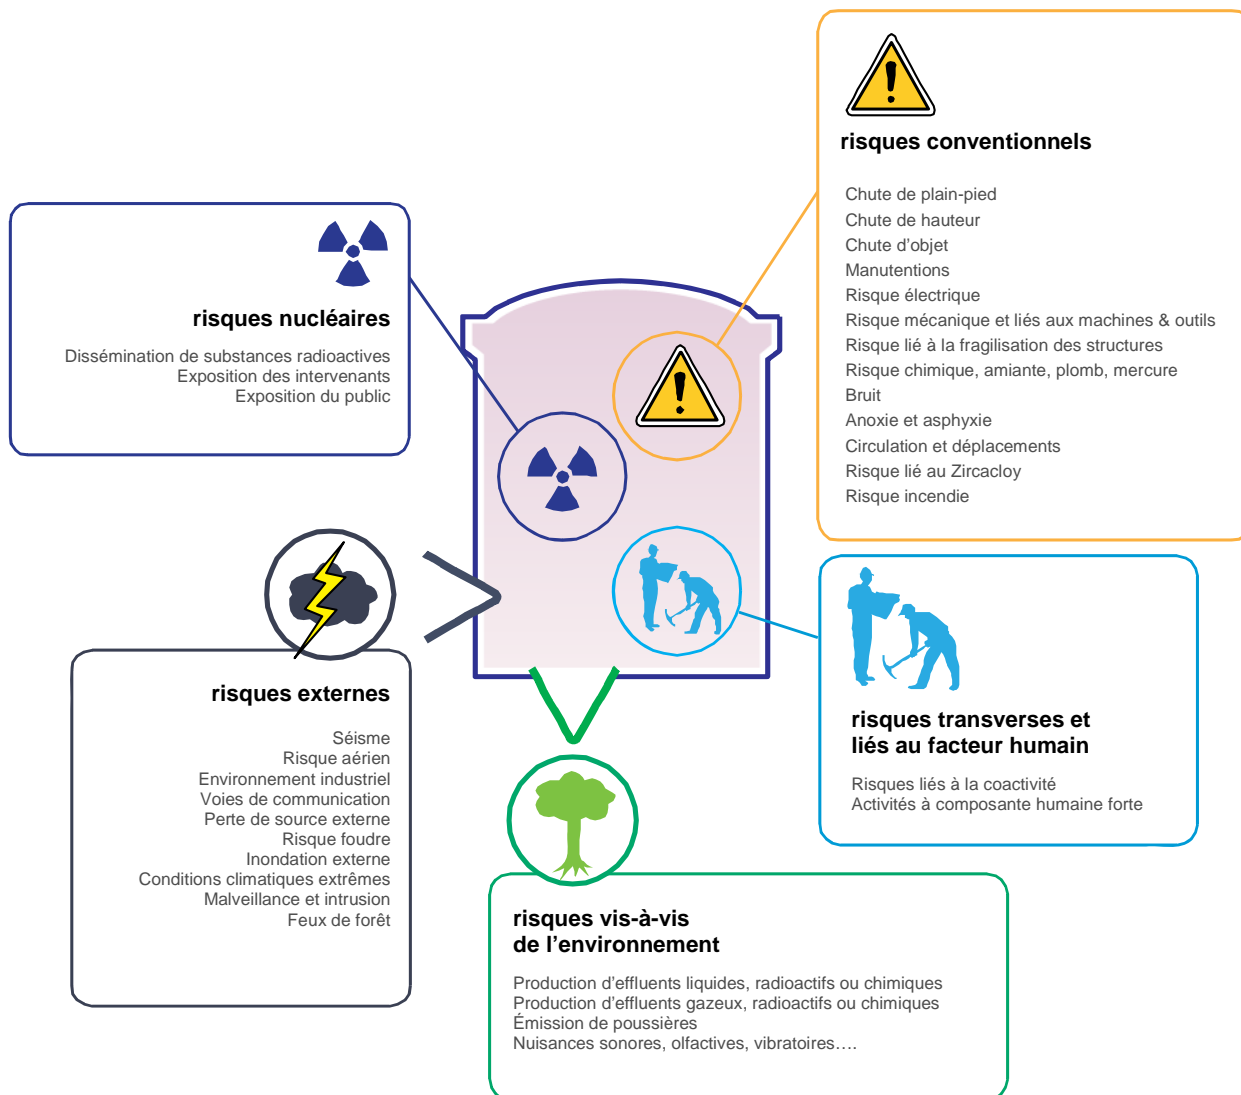 risques conventionnels
Chute de plain-pied
Chute de hauteur
Chute d’objet
Manutentions
Risque électrique
Risque mécanique et liés aux machines & outils
Risque lié à la fragilisation des structures
Risque chimique, amiante, plomb, mercure
Bruit
Anoxie et asphyxie
Circulation et déplacements
Risque lié au Zircacloy
Risque incendie
risques nucléaires
Dissémination de substances radioactives
Exposition des intervenants
Exposition du public
risques externes
Séisme
Risque aérien
Environnement industriel
Voies de communication
Perte de source externe
Risque foudre
Inondation externe
Conditions climatiques extrêmes
Malveillance et intrusion
Feux de forêt
risques transverses et
liés au facteur humain
Risques liés à la coactivité
Activités à composante humaine forte
risques vis-à-vis
de l’environnement
Production d’effluents liquides, radioactifs ou chimiques
Production d’effluents gazeux, radioactifs ou chimiques
Émission de poussières
Nuisances sonores, olfactives, vibratoires….